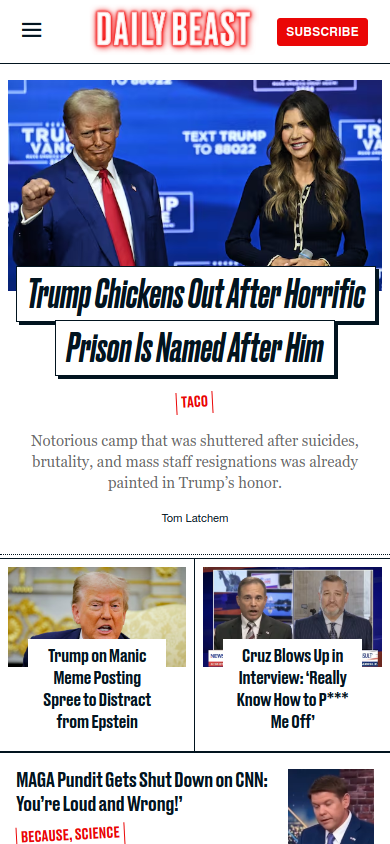 DAILY BEAST
SUBSCRIBE
TO 88022
TRUMP
VANCE
TEXT TRUMP
TO 88022
Trump Chickens Out After Horrific
Prison Is Named After Him
TACO
Notorious camp that was shuttered after suicides,
brutality, and mass staff resignations was already
painted in Trump’s honor.
Tom Latchem
Trump on Manic
Meme Posting
Spree to Distract
from Epstein
Cruz Blows Up in
Interview: ‘Really
Know How to P***
Me Off’
MAGA Pundit Gets Shut Down on CNN:
You’re Loud and Wrong!’
BECAUSE, SCIENCE